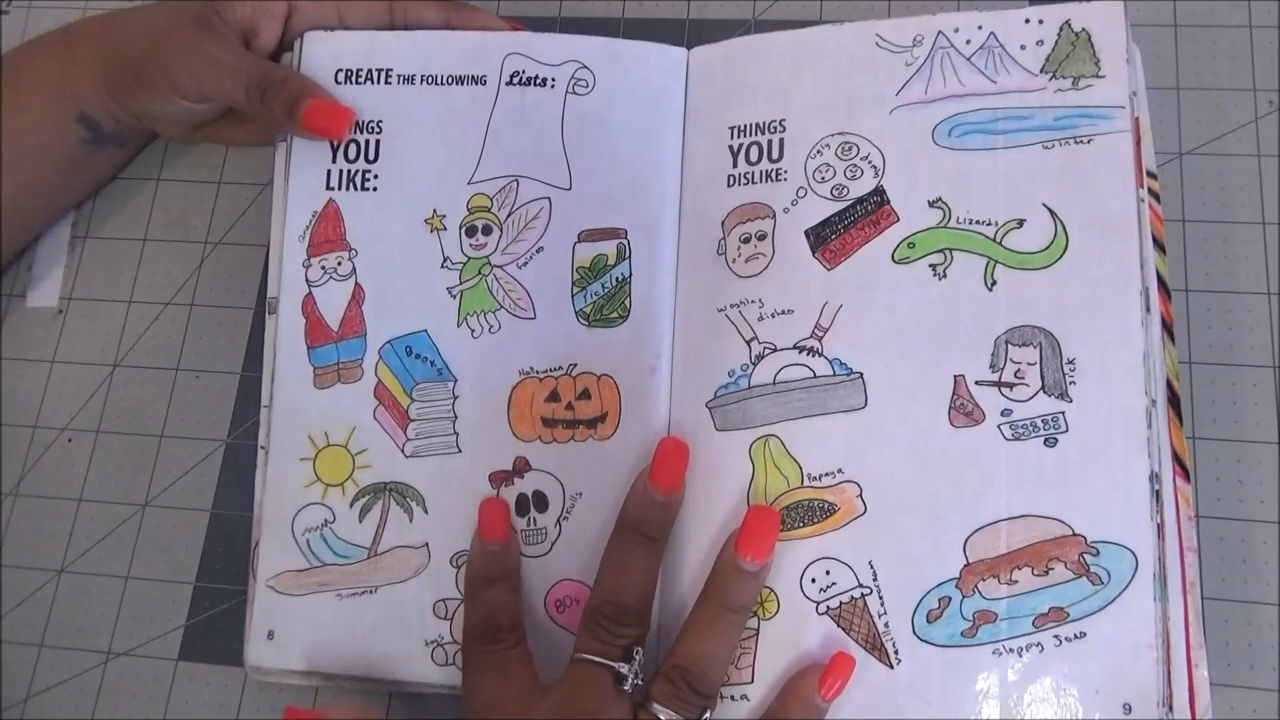 CREATE THE FOLLOWING Lists:
YOU
LIKE:
Gnomes
fairies
Pickles
Books
Halloween
Skulls
Summer
80s
8
THINGS
YOU
DISLIKE:
ugly
dumb
BULLYING
Winter
Lizards
washing
dishes
sick
Papaya
Vanilla Icecream
Sloppy Joes
tea
9